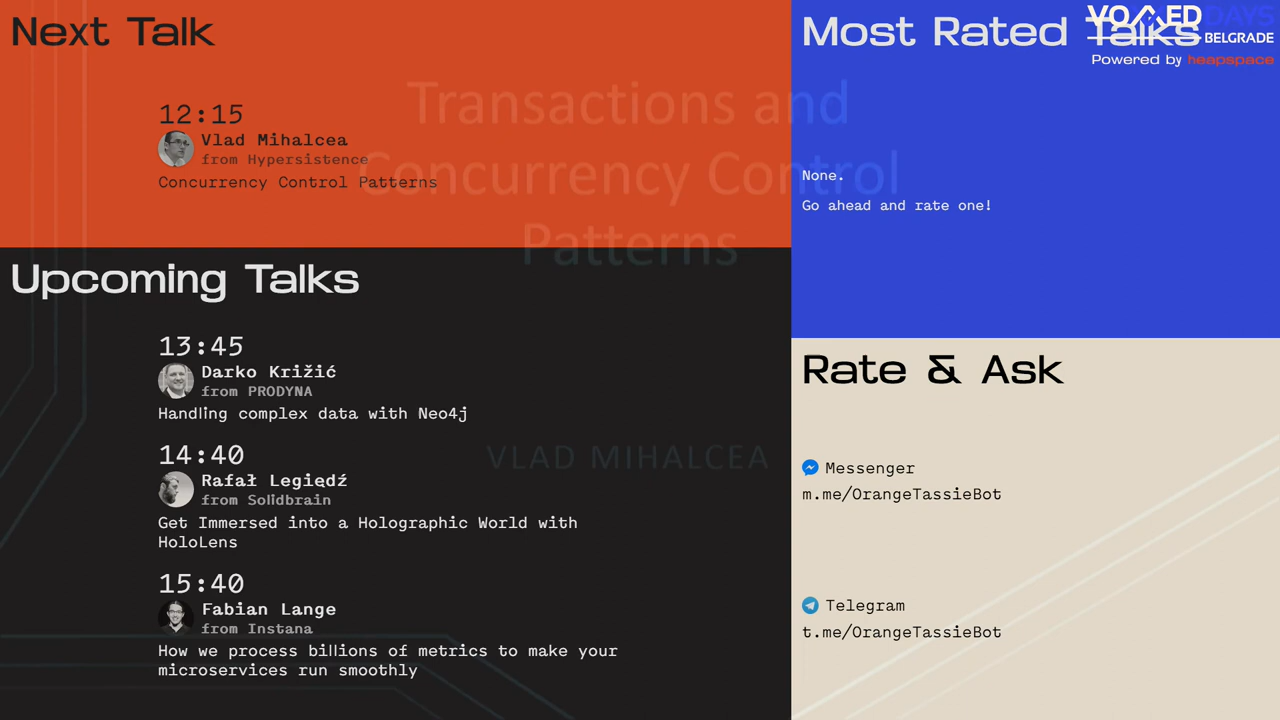 Next Talk
12:15
Vlad Mihalcea
from Hypersistence
Concurrency Control Patterns
Transactions and
Concurrency Control
Patterns
VLAD MIHALCEA
Upcoming Talks
13:45
Darko Križić
from PRODYNA
Handling complex data with Neo4j
14:40
Rafał Legiędź
from Solidbrain
Get Immersed into a Holographic World with
HoloLens
15:40
Fabian Lange
from Instana
How we process billions of metrics to make your
microservices run smoothly
Most Rated Talks
VOXXED DAYS
BELGRADE
Powered by heapspace
None.
Go ahead and rate one!
Rate & Ask
Messenger
m.me/OrangeTassieBot
Telegram
t.me/OrangeTassieBot